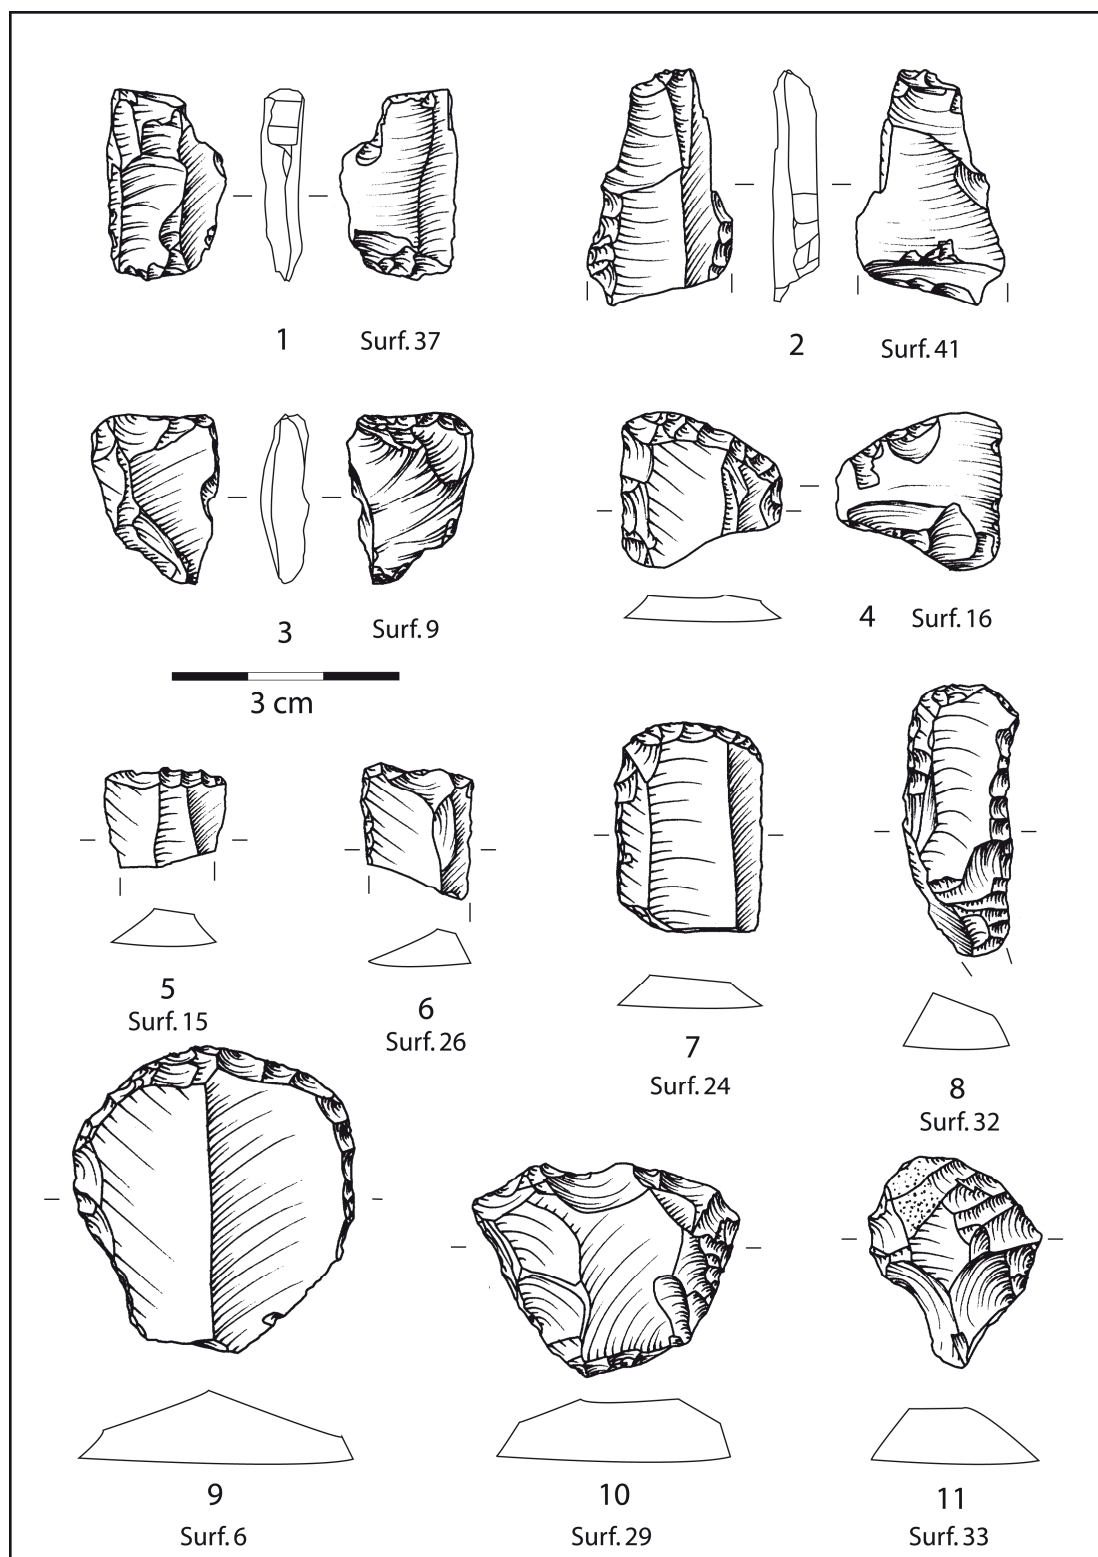 1 Surf. 37
2 Surf. 41
3 Surf. 9
4 Surf. 16
3 cm
5
Surf. 15
6
Surf. 26
7
Surf. 24
8
Surf. 32
9
Surf. 6
10
Surf. 29
11
Surf. 33